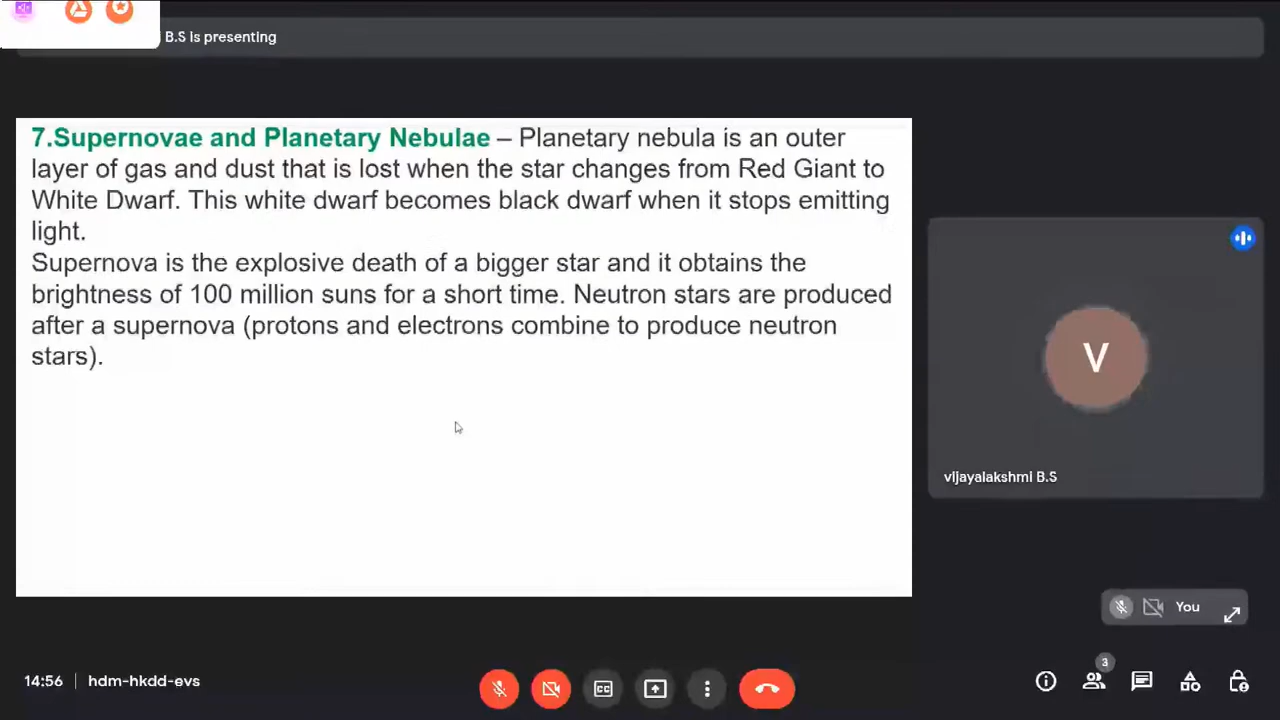 B.S is presenting
7.Supernovae and Planetary Nebulae – Planetary nebula is an outer
layer of gas and dust that is lost when the star changes from Red Giant to
White Dwarf. This white dwarf becomes black dwarf when it stops emitting
light.
Supernova is the explosive death of a bigger star and it obtains the
brightness of 100 million suns for a short time. Neutron stars are produced
after a supernova (protons and electrons combine to produce neutron
stars).
V
vijayalakshmi B.S
You
14:56
hdm-hkdd-evs
CC
3